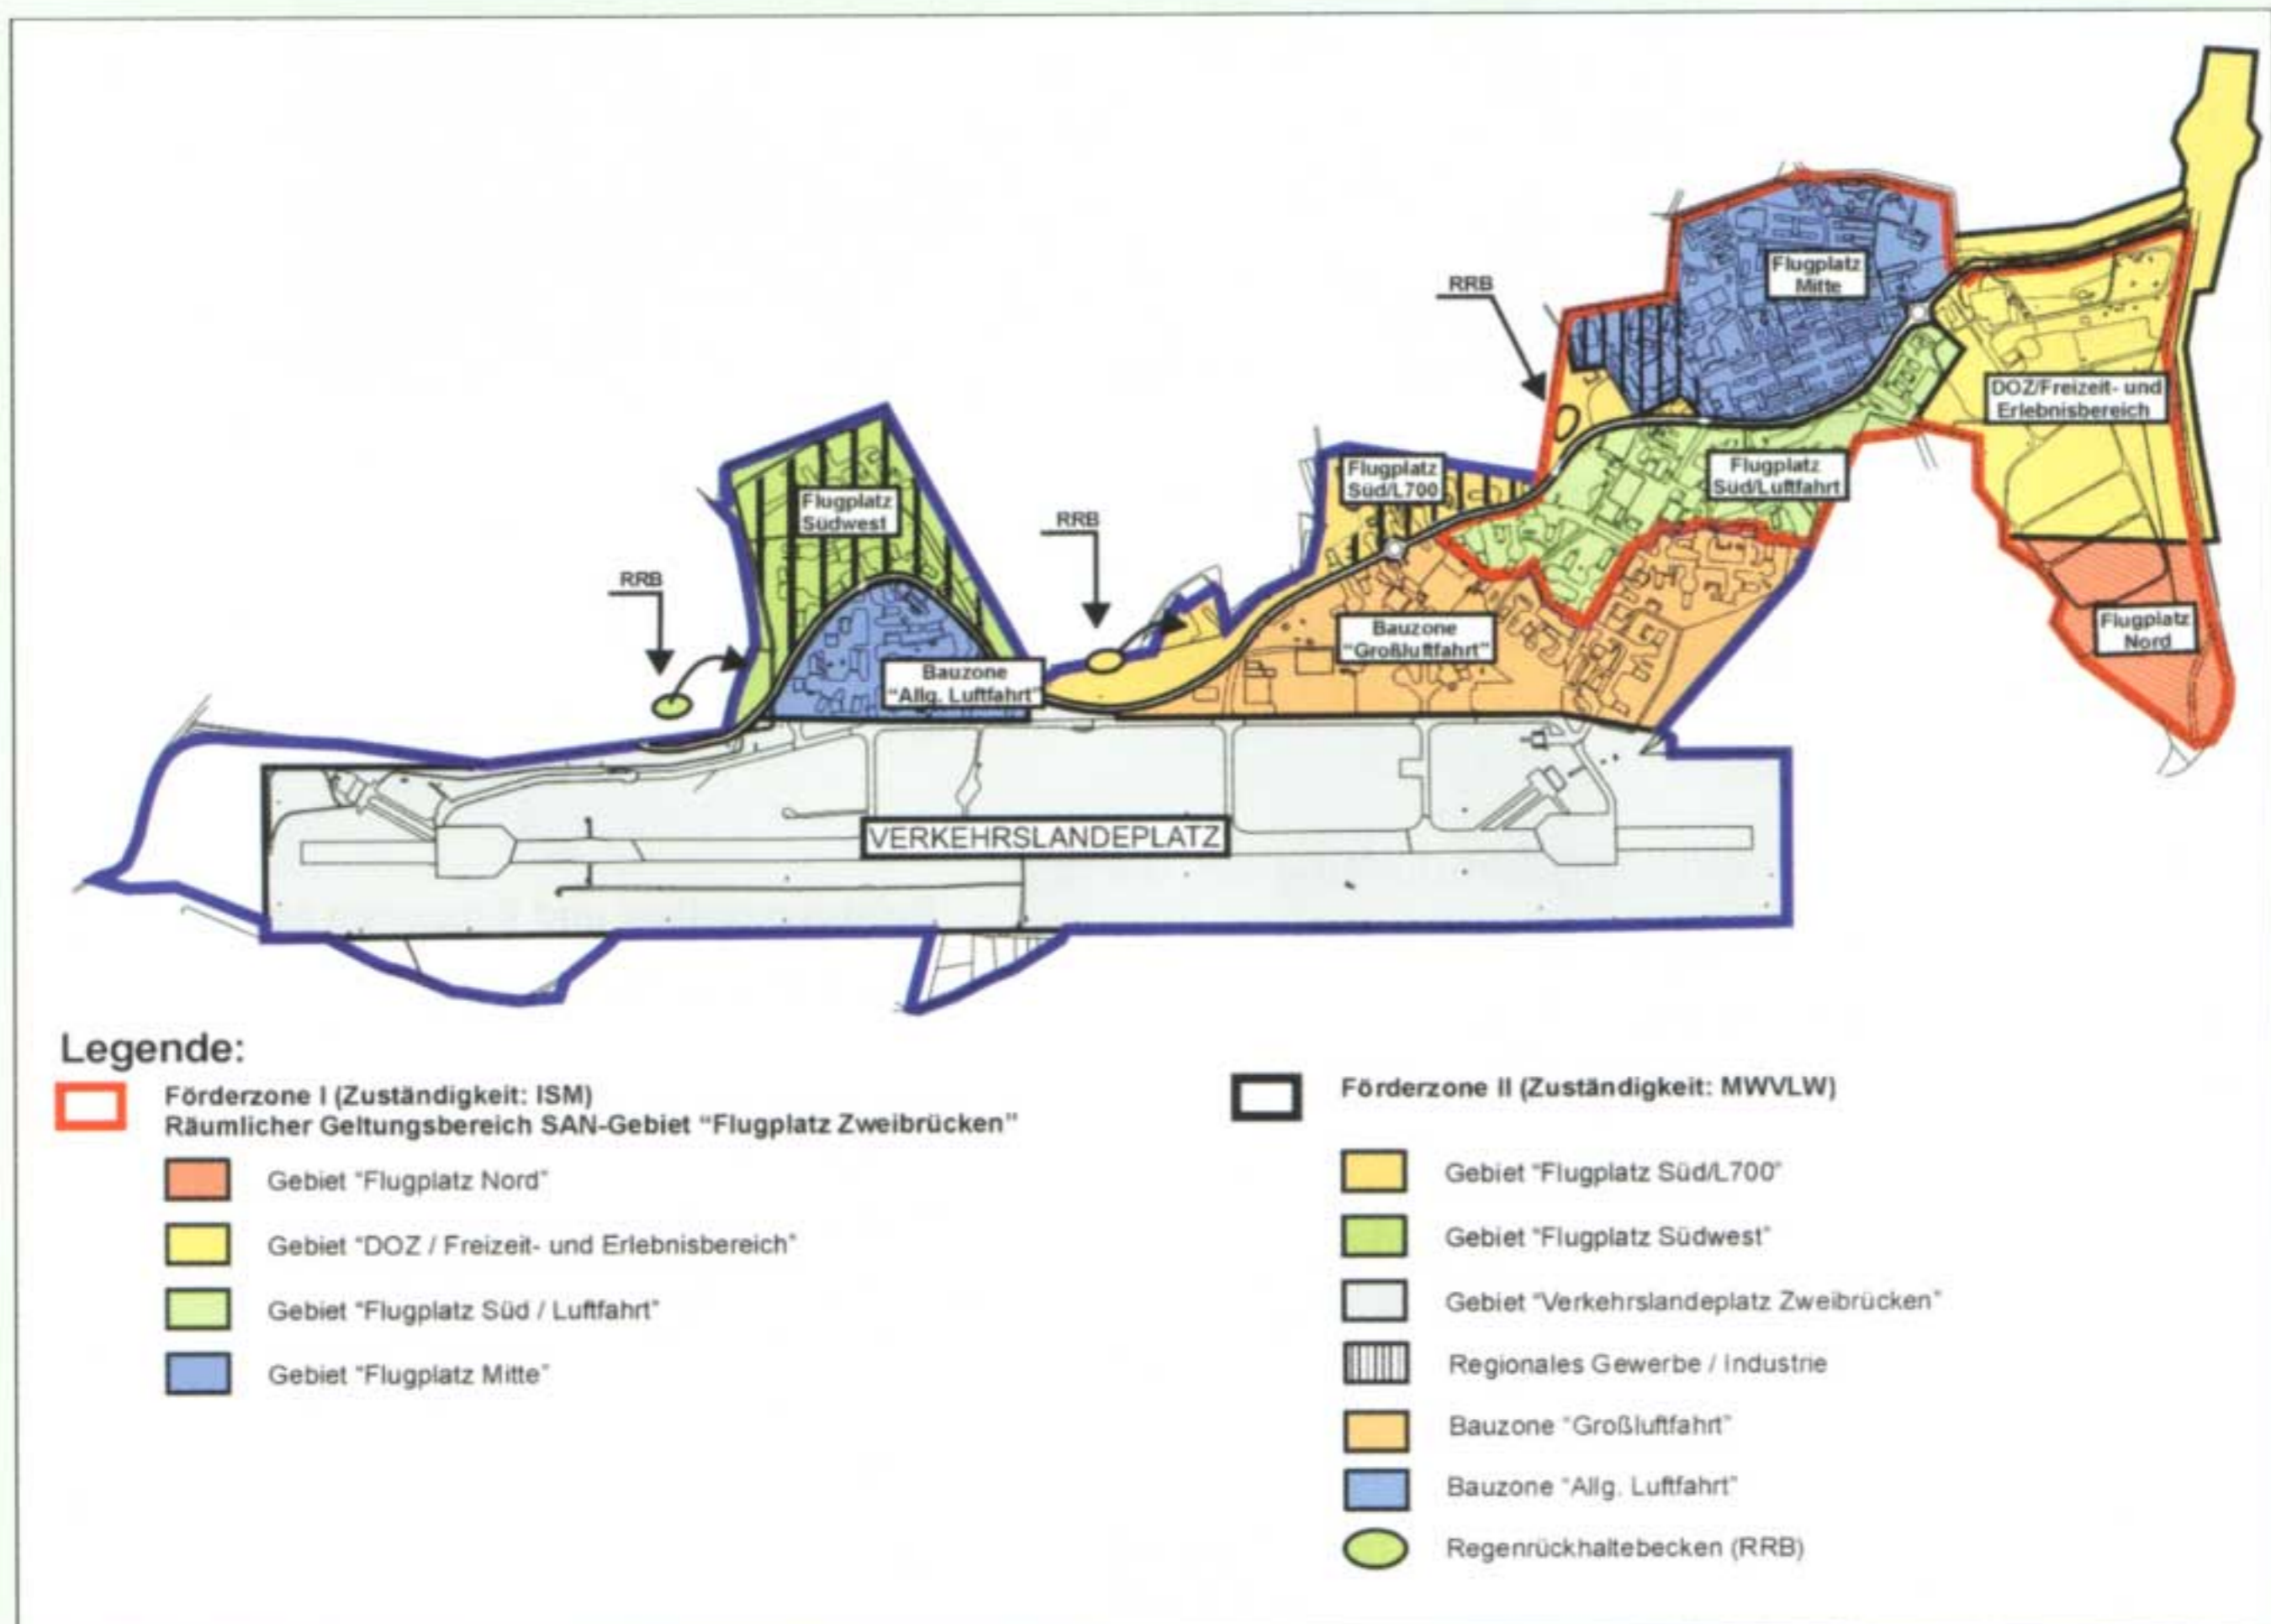 Flugplatz
Mitte
RRB
DOZ/Freizeit- und
Erlebnisbereich
Flugplatz
Süd/L700
Flugplatz
Süd/Luftfahrt
Flugplatz
Südwest
RRB
RRB
Flugplatz
Nord
Bauzone
"Großluftfahrt"
Bauzone
"Allg. Luftfahrt"
VERKEHRSLANDEPLATZ
Legende:
Förderzone I (Zuständigkeit: ISM)
Räumlicher Geltungsbereich SAN-Gebiet "Flugplatz Zweibrücken"
Gebiet "Flugplatz Nord"
Gebiet "DOZ / Freizeit- und Erlebnisbereich"
Gebiet "Flugplatz Süd / Luftfahrt"
Gebiet "Flugplatz Mitte"
Förderzone II (Zuständigkeit: MWVLW)
Gebiet "Flugplatz Süd/L700"
Gebiet "Flugplatz Südwest"
Gebiet "Verkehrslandeplatz Zweibrücken"
Regionales Gewerbe / Industrie
Bauzone "Großluftfahrt"
Bauzone "Allg. Luftfahrt"
Regenrückhaltebecken (RRB)